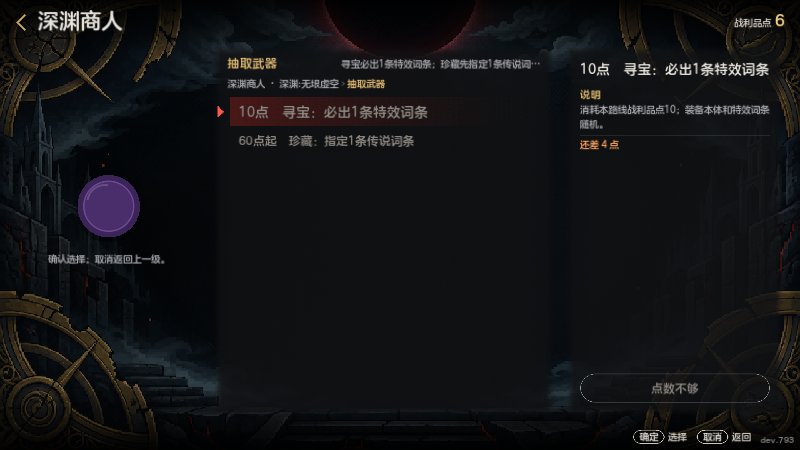 深渊商人
战利品点 6
抽取武器
寻宝必出1条特效词条；珍藏先指定1条传说词…
深渊商人 · 深渊:无垠虚空 › 抽取武器
10点 寻宝：必出1条特效词条
60点起 珍藏：指定1条传说词条
确认选择；取消返回上一级。
10点 寻宝：必出1条特效词条
说明
消耗本路线战利品点10；装备本体和特效词条
随机。
还差 4 点
点数不够
确定 选择 取消 返回
dev.793